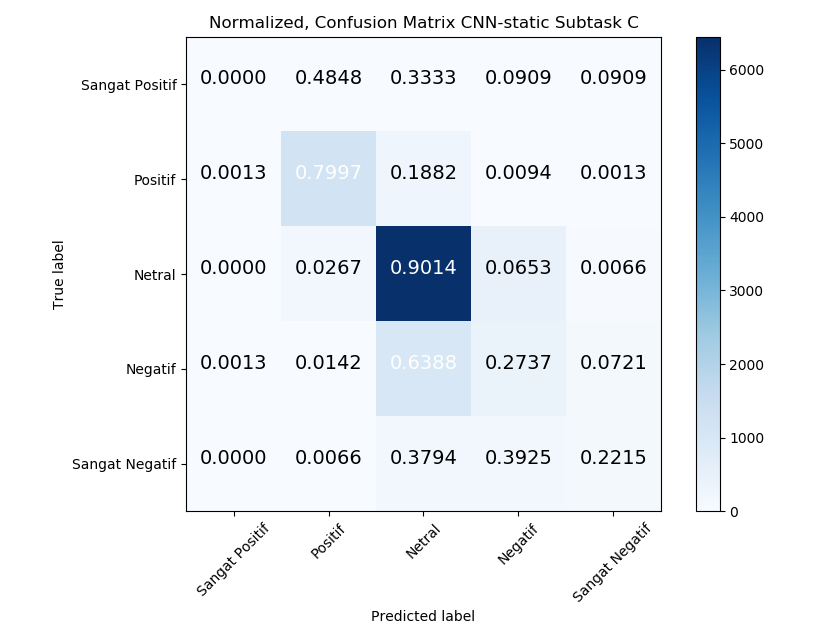 Normalized, Confusion Matrix CNN-static Subtask C
True label
Sangat Positif 0.0000 0.4848 0.3333 0.0909 0.0909
Positif 0.0013 0.7997 0.1882 0.0094 0.0013
Netral 0.0000 0.0267 0.9014 0.0653 0.0066
Negatif 0.0013 0.0142 0.6388 0.2737 0.0721
Sangat Negatif 0.0000 0.0066 0.3794 0.3925 0.2215
Sangat Positif Positif Netral Negatif Sangat Negatif
Predicted label
6000
5000
4000
3000
2000
1000
0